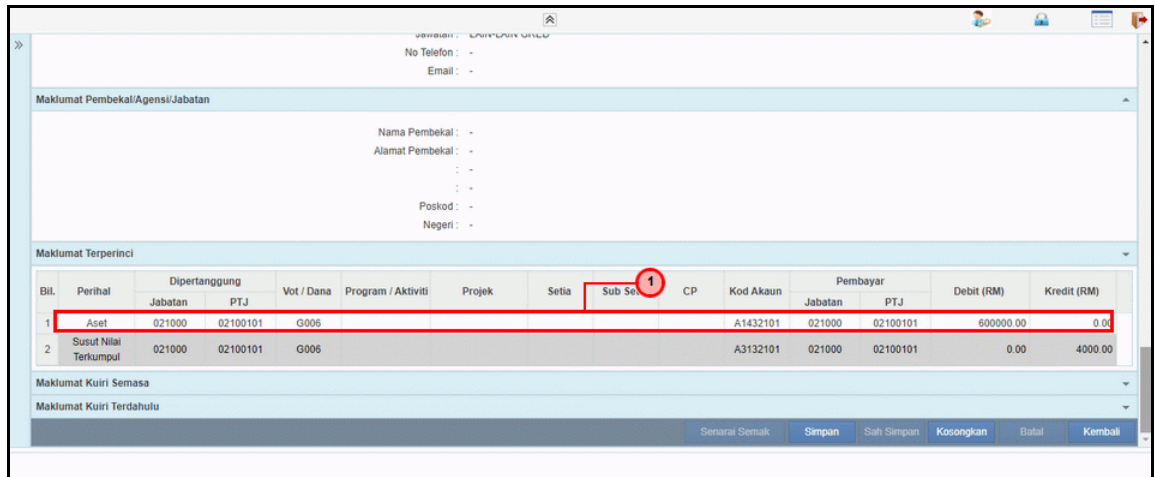 No Telefon : -
Email : -
Maklumat Pembekal/Agensi/Jabatan
Nama Pembekal : -
Alamat Pembekal : -
: -
: -
Poskod : -
Negeri : -
Maklumat Terperinci
Bil. Perihal Dipertanggung Vot / Dana Program / Aktiviti Projek Setia Sub CP Kod Akaun Pembayar Debit (RM) Kredit (RM)
Jabatan PTJ Jabatan PTJ
1
1 Aset 021000 02100101 G006 A1432101 021000 02100101 600000.00 0.00
2 Susut Nilai Terkumpul 021000 02100101 G006 A3132101 021000 02100101 0.00 4000.00
Maklumat Kuiri Semasa
Maklumat Kuiri Terdahulu
Senarai Semak Simpan Sah Simpan Kosongkan Batal Kembali